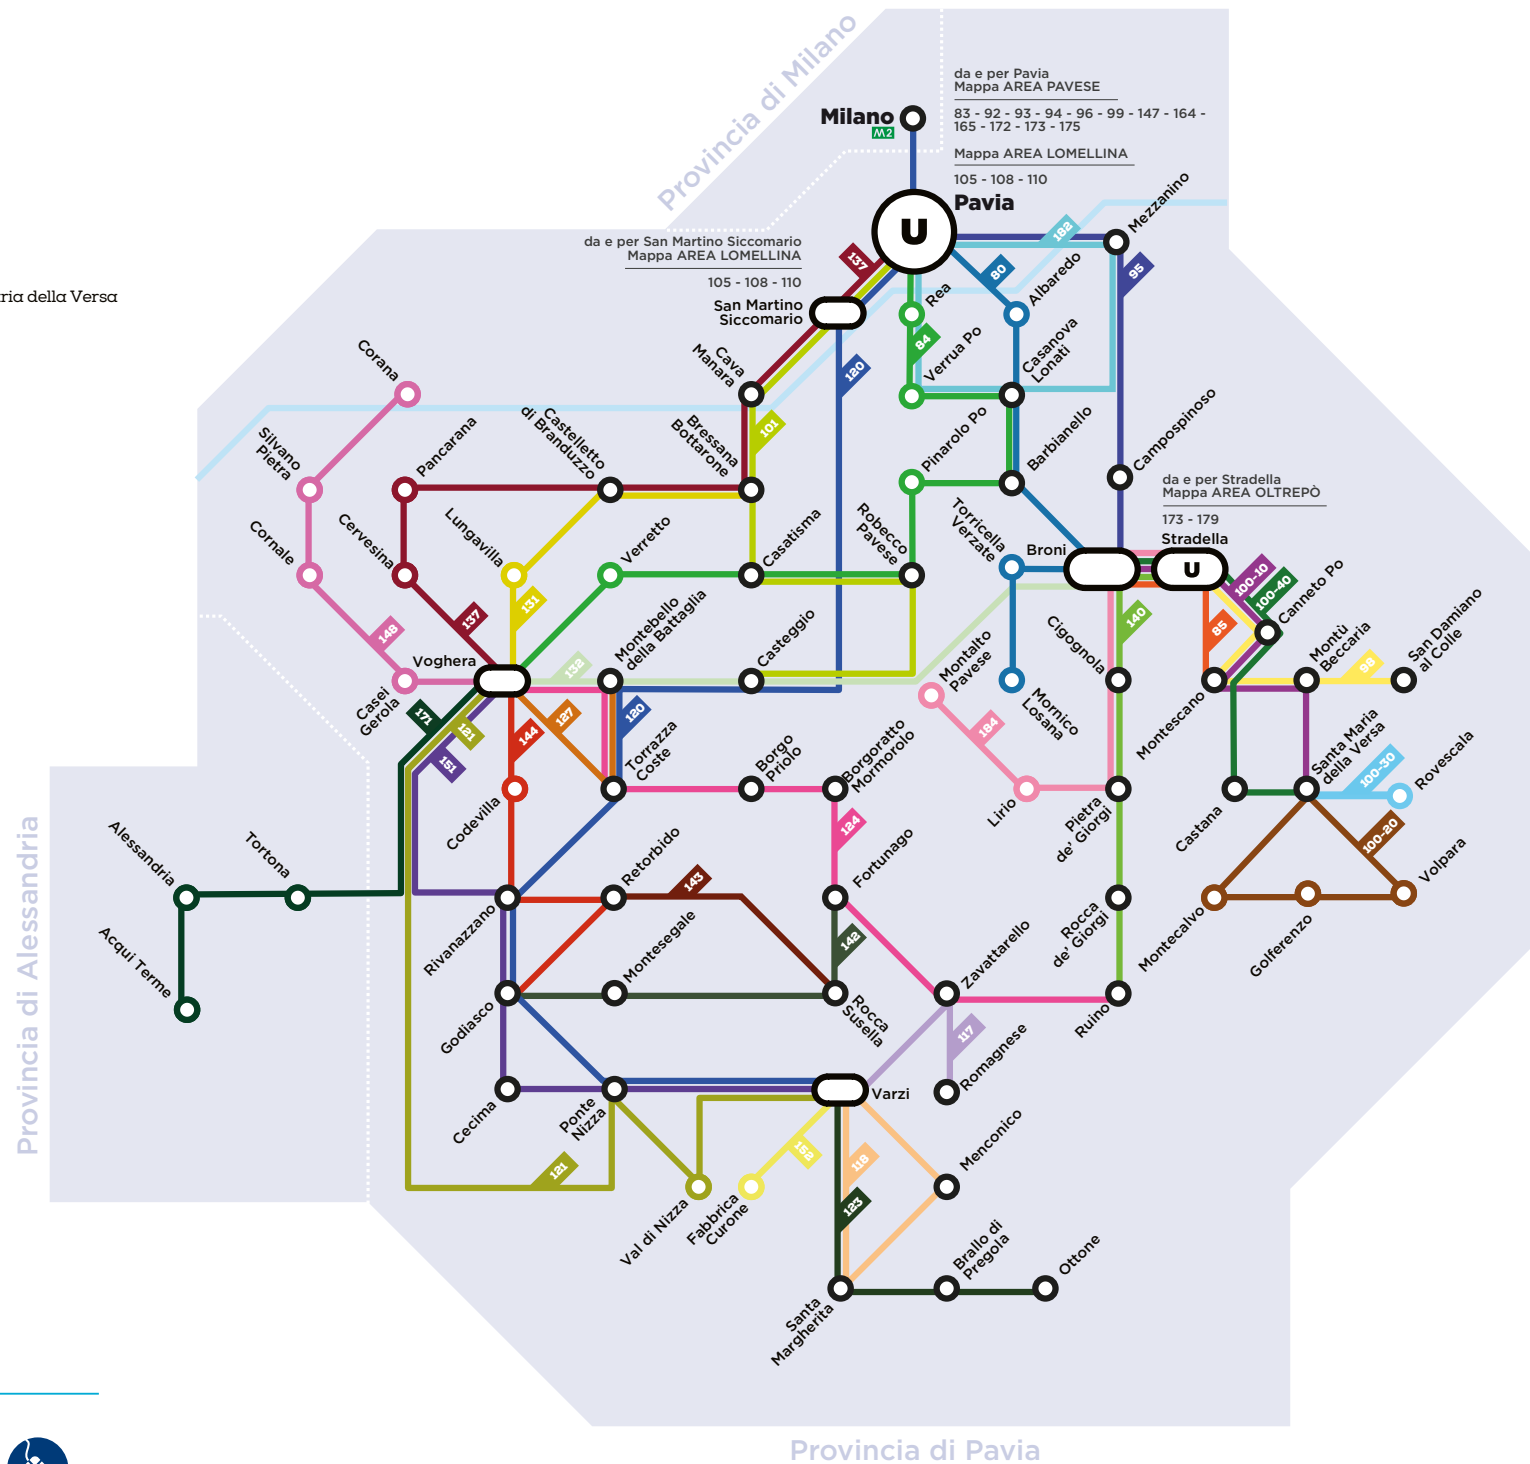 Provincia di Milano
da e per Pavia
Mappa AREA PAVESE
83 - 92 - 93 - 94 - 96 - 99 - 147 - 164 -
165 - 172 - 173 - 175
Mappa AREA LOMELLINA
105 - 108 - 110
Milano
M2
Pavia
U
Mezzanino
182
da e per San Martino Siccomario
Mappa AREA LOMELLINA
105 - 108 - 110
San Martino
Siccomario
137
80
95
Albaredo
Rea
ria della Versa
84
Verrua Po
Casanova
Lonati
Cava
Manara
120
Corana
Silvano
Pietra
Pancarana
Castelletto
di Branduzzo
Bressana
Bottarone
101
Pinarolo Po
Barbianello
Campospinoso
da e per Stradella
Mappa AREA OLTREPÒ
173 - 179
Stradella
U
Cornale
Cervesina
Lungavilla
Verretto
Casatisma
Robecco
Pavese
Torricella
Verzate
Broni
100-10
100-40
Canneto Po
148
137
131
Montebello
della Battaglia
Casteggio
Montalto
Pavese
Cigognola
140
85
Montù
Beccaria
San Damiano
al Colle
98
Voghera
132
Casei
Gerola
171
121
151
144
127
120
Torrazza
Coste
Borgo
Priolo
Borgoratto
Mormorolo
184
Mornico
Losana
Montescano
Santa Maria
della Versa
100-30
Rovescala
Lirio
Pietra
de' Giorgi
Castana
100-20
Volpara
Provincia di Alessandria
Alessandria
Tortona
Codevilla
Retorbido
143
124
Fortunago
Acqui Terme
Rivanazzano
Montesegale
142
Zavattarello
Rocca
de' Giorgi
Montecalvo
Golferenzo
Godiasco
Rocca
Susella
117
Romagnese
Ruino
Cecima
Ponte
Nizza
Varzi
121
Val di Nizza
152
Fabbrica
Curone
118
123
Menconico
Santa
Margherita
Brallo di
Pregola
Ottone
Provincia di Pavia